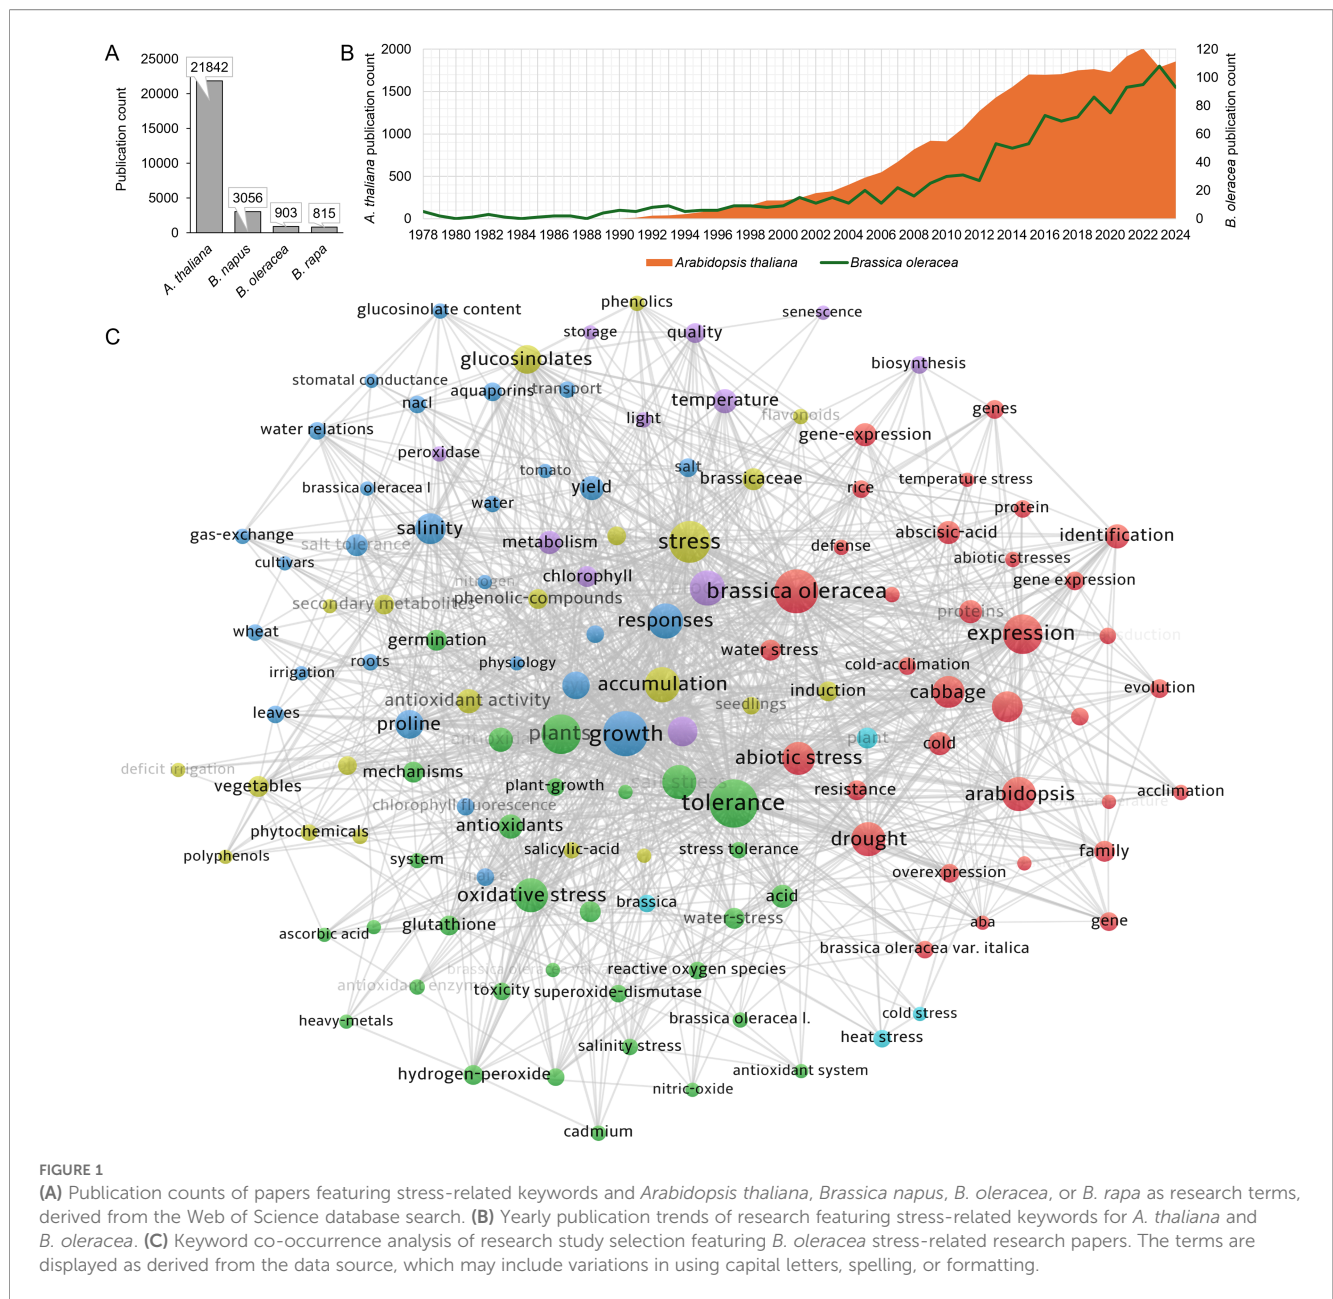 A
25000
20000
15000
10000
5000
0
Publication count
21842
3056
903
815
A. thaliana
B. napus
B. oleracea
B. rapa
B
2000
1500
1000
500
0
A. thaliana publication count
120
100
80
60
40
20
0
B. oleracea publication count
1978 1980 1982 1984 1986 1988 1990 1992 1994 1996 1998 2000 2002 2004 2006 2008 2010 2012 2014 2016 2018 2020 2022 2024
Arabidopsis thaliana
Brassica oleracea
C
glucosinolate content
phenolics
senescence
storage
quality
glucosinolates
biosynthesis
stomatal conductance
aquaporins
transport
nacl
temperature
light
flavonoids
genes
water relations
gene-expression
peroxidase
tomato
salt
brassicaceae
brassica oleracea l
yield
rice
temperature stress
water
protein
gas-exchange
salinity
salt tolerance
metabolism
stress
defense
abscisic-acid
identification
cultivars
abiotic stresses
nitrogen
chlorophyll
gene expression
secondary metabolites
phenolic-compounds
brassica oleracea
proteins
responses
wheat
germination
expression
water stress
irrigation
roots
physiology
cold-acclimation
accumulation
induction
cabbage
evolution
antioxidant activity
seedlings
leaves
proline
plants
growth
plant
cold
abiotic stress
deficit irrigation
vegetables
mechanisms
plant-growth
resistance
arabidopsis
acclimation
chlorophyll fluorescence
tolerance
phytochemicals
antioxidants
drought
polyphenols
system
salicylic-acid
stress tolerance
family
overexpression
oxidative stress
brassica
acid
ascorbic acid
glutathione
water-stress
aba
gene
brassica oleracea var. italica
reactive oxygen species
antioxidant enzymes
toxicity
superoxide-dismutase
heavy-metals
brassica oleracea l.
cold stress
heat stress
salinity stress
hydrogen-peroxide
antioxidant system
nitric-oxide
cadmium
FIGURE 1
(A) Publication counts of papers featuring stress-related keywords and Arabidopsis thaliana, Brassica napus, B. oleracea, or B. rapa as research terms,
derived from the Web of Science database search. (B) Yearly publication trends of research featuring stress-related keywords for A. thaliana and
B. oleracea. (C) Keyword co-occurrence analysis of research study selection featuring B. oleracea stress-related research papers. The terms are
displayed as derived from the data source, which may include variations in using capital letters, spelling, or formatting.